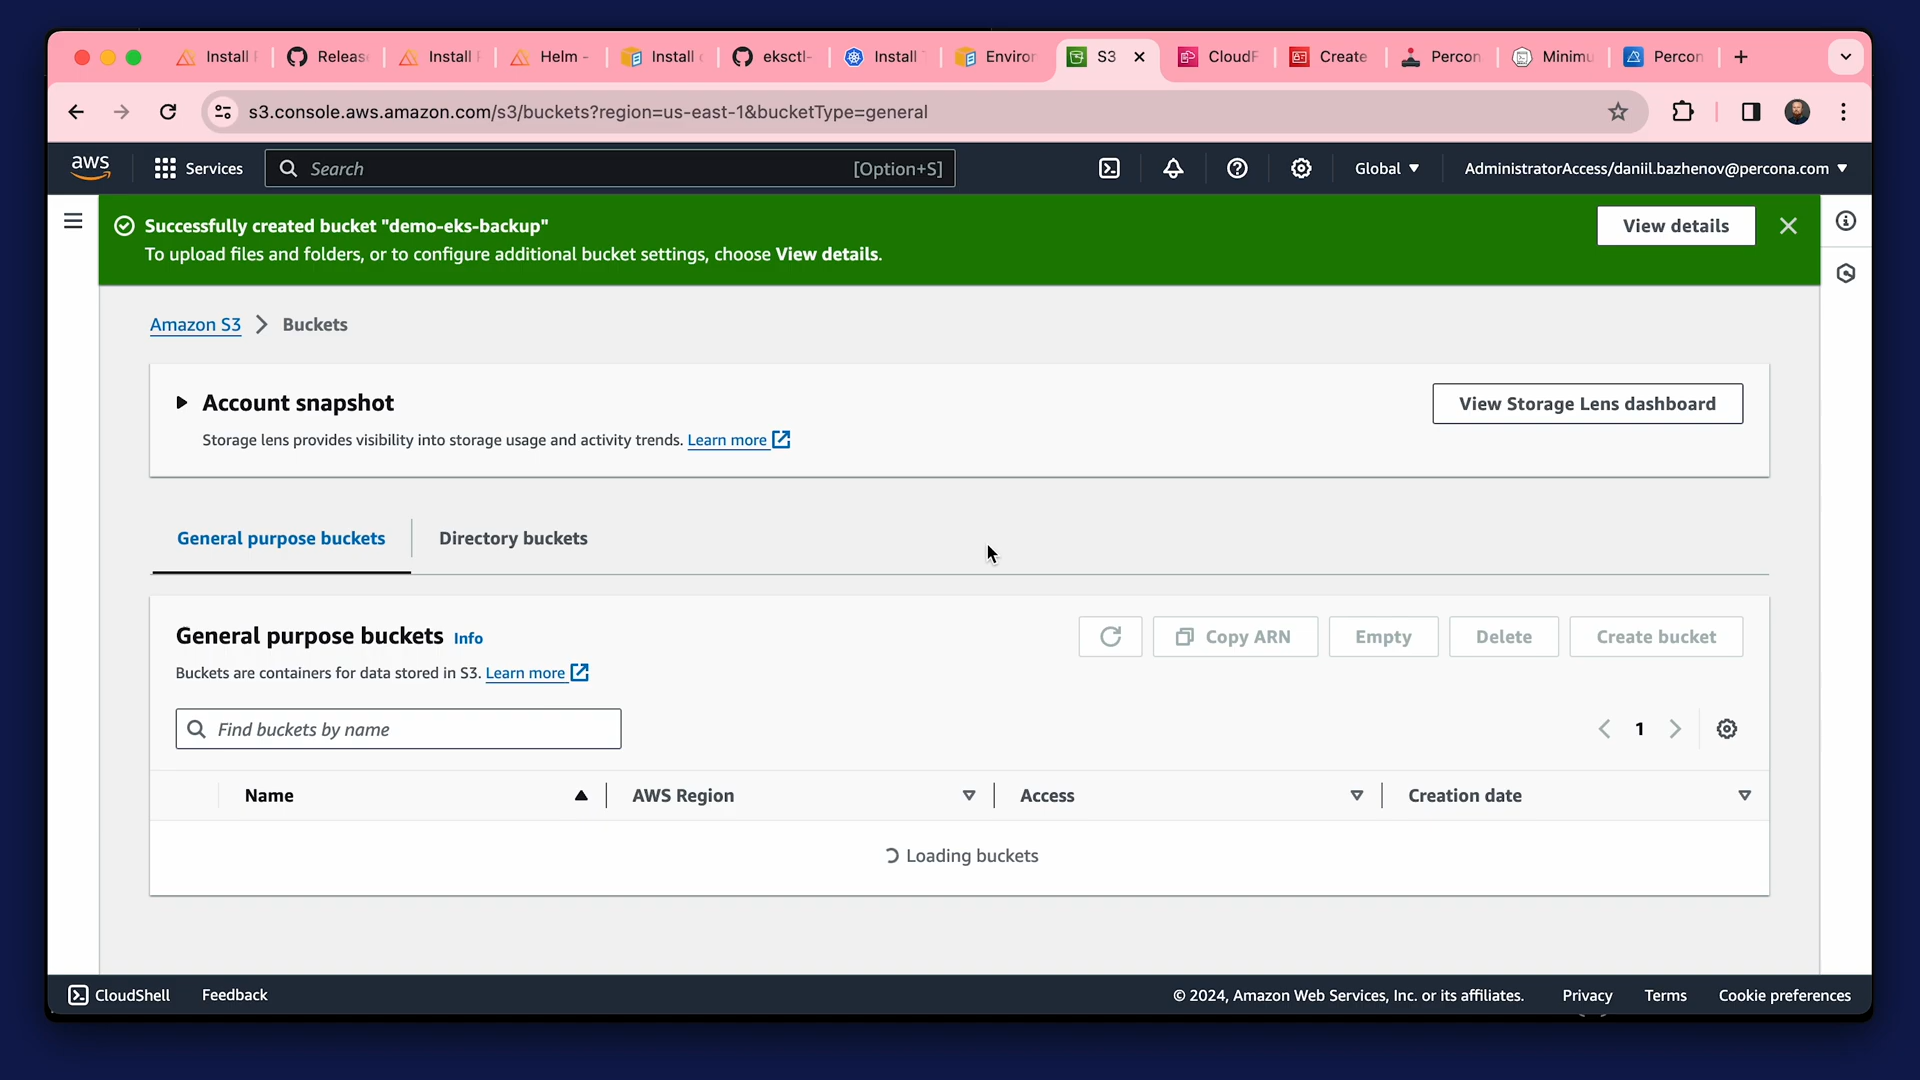 Install
Releas
Install
Helm -
Install
eksctl-
Install
Environ
S3
CloudF
Create
Percon
Minimu
Percon
s3.console.aws.amazon.com/s3/buckets?region=us-east-1&bucketType=general
aws
Services
Search
[Option+S]
Global
AdministratorAccess/daniil.bazhenov@percona.com
Successfully created bucket "demo-eks-backup"
To upload files and folders, or to configure additional bucket settings, choose View details.
View details
Amazon S3
Buckets
Account snapshot
View Storage Lens dashboard
Storage lens provides visibility into storage usage and activity trends. Learn more
General purpose buckets
Directory buckets
General purpose buckets Info
Copy ARN
Empty
Delete
Create bucket
Buckets are containers for data stored in S3. Learn more
Find buckets by name
1
Name
AWS Region
Access
Creation date
Loading buckets
CloudShell
Feedback
© 2024, Amazon Web Services, Inc. or its affiliates.
Privacy
Terms
Cookie preferences